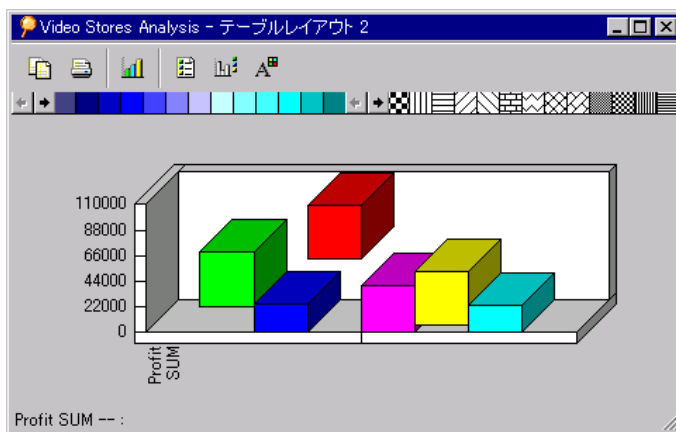 Video Stores Analysis - テーブルレイアウト 2
110000
88000
66000
44000
22000
0
Profit
SUM
Profit SUM -- :